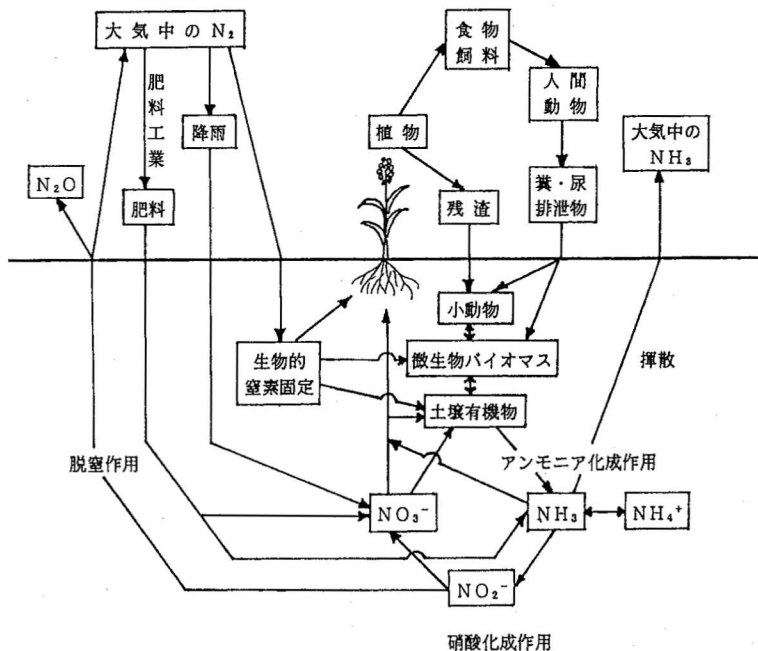 大気中のN₂
食物
飼料
肥料工業
人間
動物
降雨
植物
大気中の
NH₃
N₂O
肥料
残渣
糞・尿
排泄物
小動物
生物的
窒素固定
微生物バイオマス
揮散
土壌有機物
脱窒作用
アンモニア化成作用
NO₃⁻
NH₃
NH₄⁺
NO₂⁻
硝酸化成作用